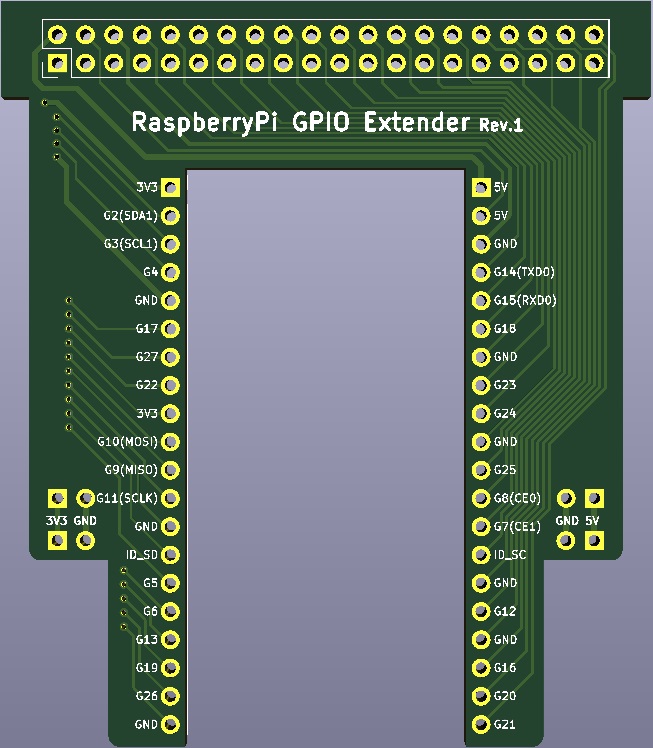 RaspberryPi GPIO Extender Rev.1
3V3 5V
G2(SDA1) 5V
G3(SCL1) GND
G4 G14(TXD0)
GND G15(RXD0)
G17 G18
G27 GND
G22 G23
3V3 G24
G10(MOSI) GND
G9(MISO) G25
G11(SCLK) G8(CE0)
3V3 GND GND 5V
GND G7(CE1)
ID_SD ID_SC
G5 GND
G6 G12
G13 GND
G19 G16
G26 G20
GND G21